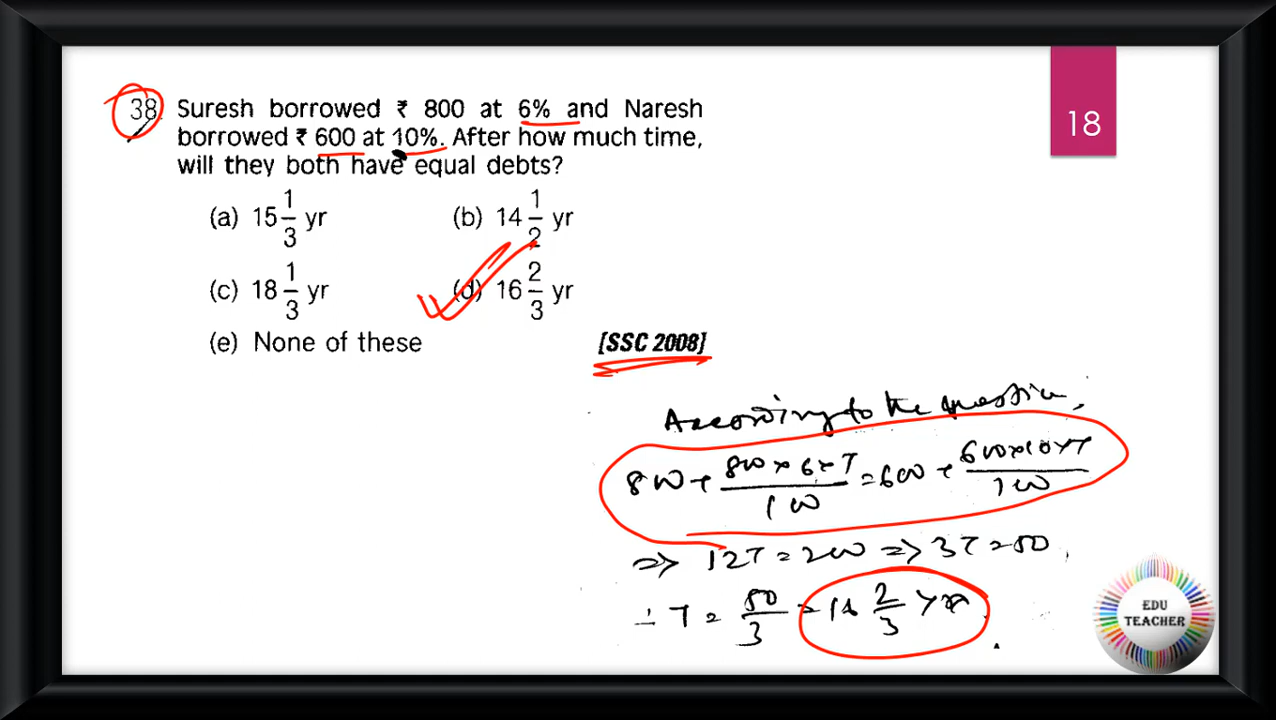 18
38. Suresh borrowed ₹ 800 at 6% and Naresh
borrowed ₹ 600 at 10%. After how much time,
will they both have equal debts?
(a) 15 1/3 yr (b) 14 1/2 yr
(c) 18 1/3 yr (d) 16 2/3 yr
(e) None of these [SSC 2008]
According to the question,
800 + 800×6×T/100 = 600 + 600×10×T/100
=> 12T = 200 => 3T = 50
∴ T = 50/3 = 16 2/3 yrs.
EDU
TEACHER